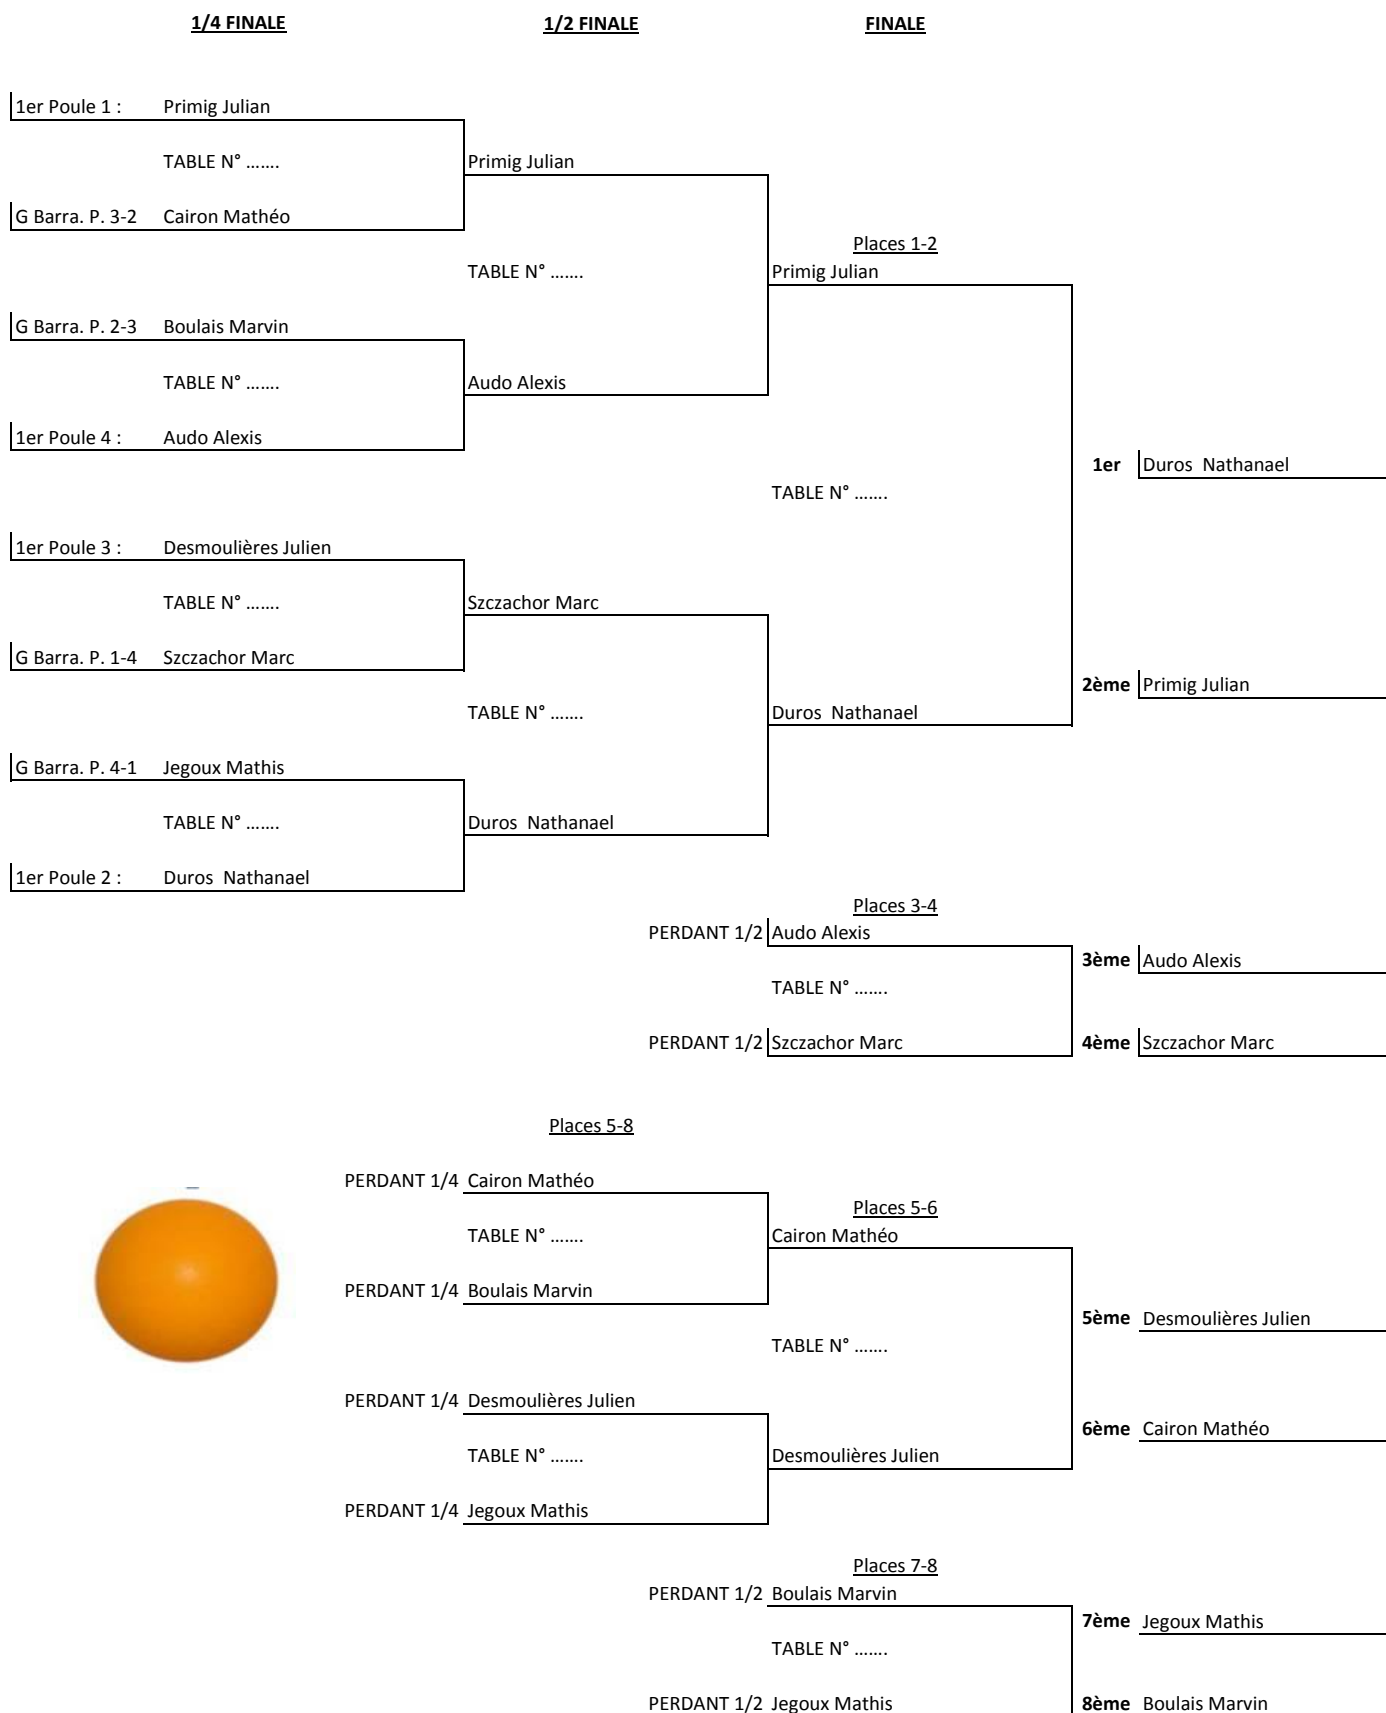 1/4 FINALE 1/2 FINALE FINALE
1er Poule 1 : Primig Julian
TABLE N° ....... Primig Julian
G Barra. P. 3-2 Cairon Mathéo
Places 1-2
TABLE N° ....... Primig Julian
G Barra. P. 2-3 Boulais Marvin
TABLE N° ....... Audo Alexis
1er Poule 4 : Audo Alexis
1er Duros  Nathanael
TABLE N° .......
1er Poule 3 : Desmoulières Julien
TABLE N° ....... Szczachor Marc
G Barra. P. 1-4 Szczachor Marc
2ème Primig Julian
TABLE N° ....... Duros  Nathanael
G Barra. P. 4-1 Jegoux Mathis
TABLE N° ....... Duros  Nathanael
1er Poule 2 : Duros  Nathanael
Places 3-4
PERDANT 1/2 Audo Alexis
3ème Audo Alexis
TABLE N° .......
PERDANT 1/2 Szczachor Marc 4ème Szczachor Marc
Places 5-8
PERDANT 1/4 Cairon Mathéo
Places 5-6
TABLE N° ....... Cairon Mathéo
PERDANT 1/4 Boulais Marvin
5ème Desmoulières Julien
TABLE N° .......
PERDANT 1/4 Desmoulières Julien
6ème Cairon Mathéo
TABLE N° ....... Desmoulières Julien
PERDANT 1/4 Jegoux Mathis
Places 7-8
PERDANT 1/2 Boulais Marvin
7ème Jegoux Mathis
TABLE N° .......
PERDANT 1/2 Jegoux Mathis 8ème Boulais Marvin